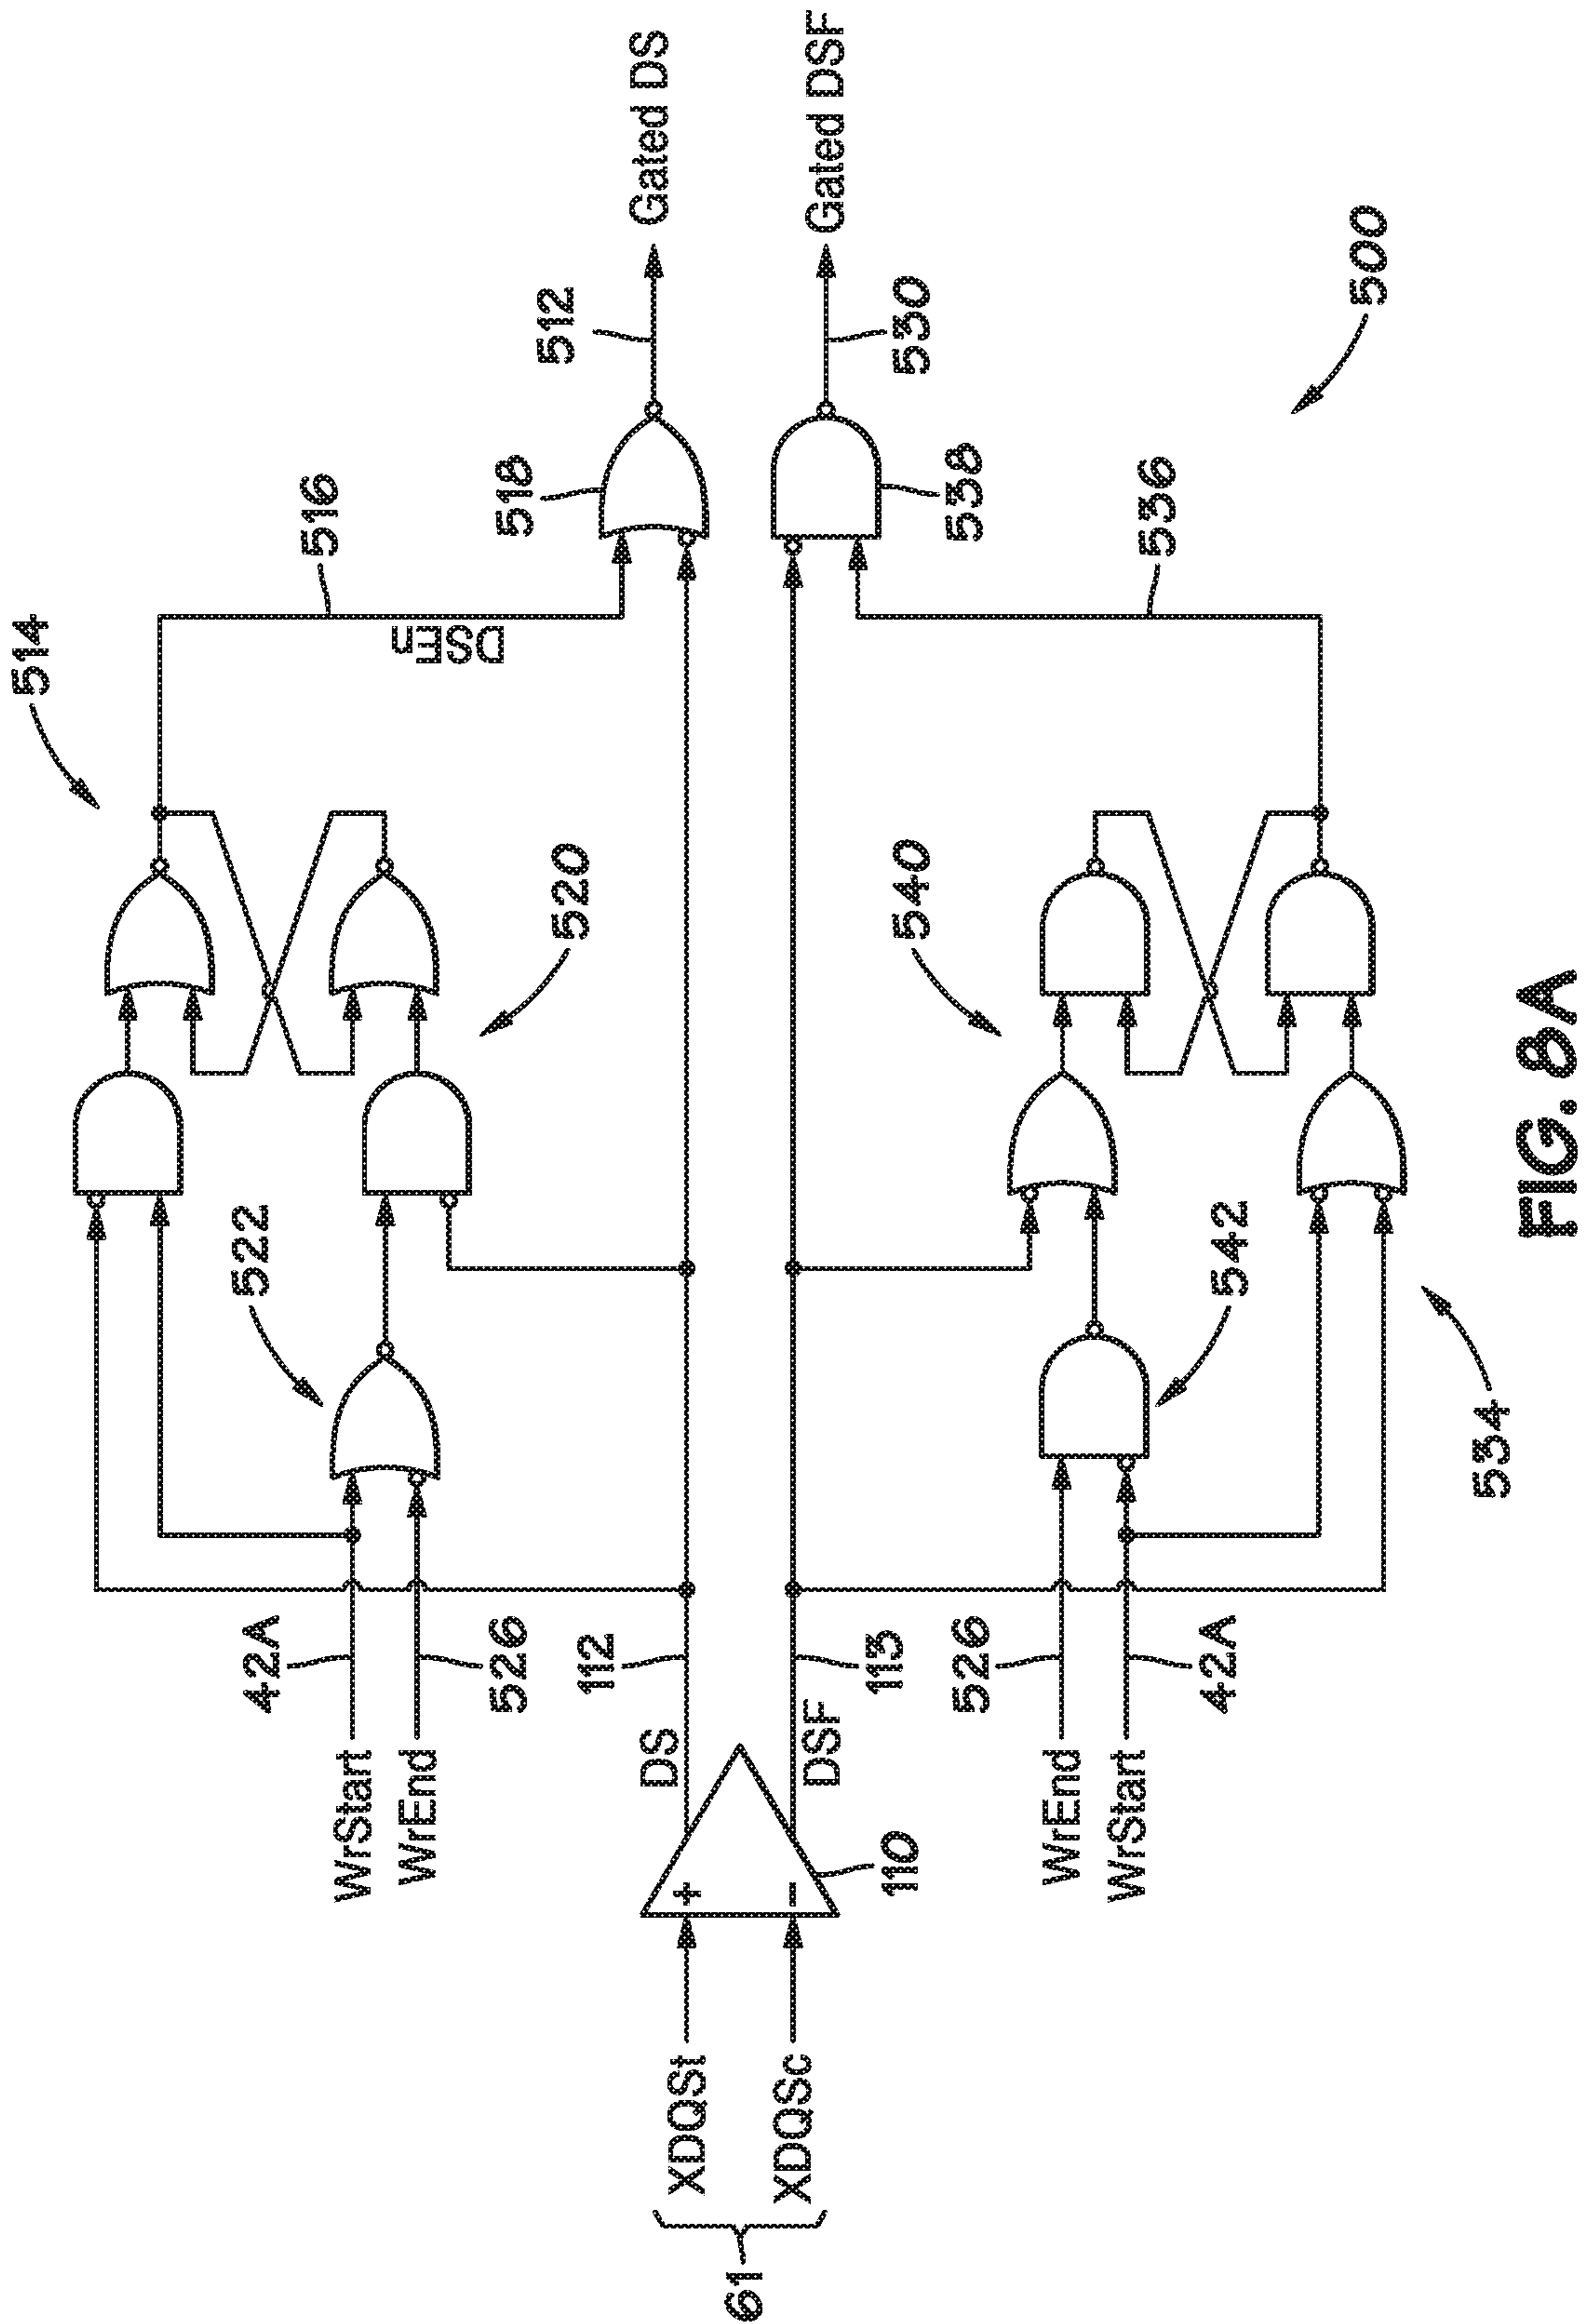 514
516
DSEn
522
520
518
512
Gated DS
42A
WrStart
WrEnd
526
112
DS
61
XDQSt
XDQSc
+
−
110
DSF
113
Gated DSF
530
538
536
540
542
526
WrEnd
WrStart
42A
534
500
FIG. 8A